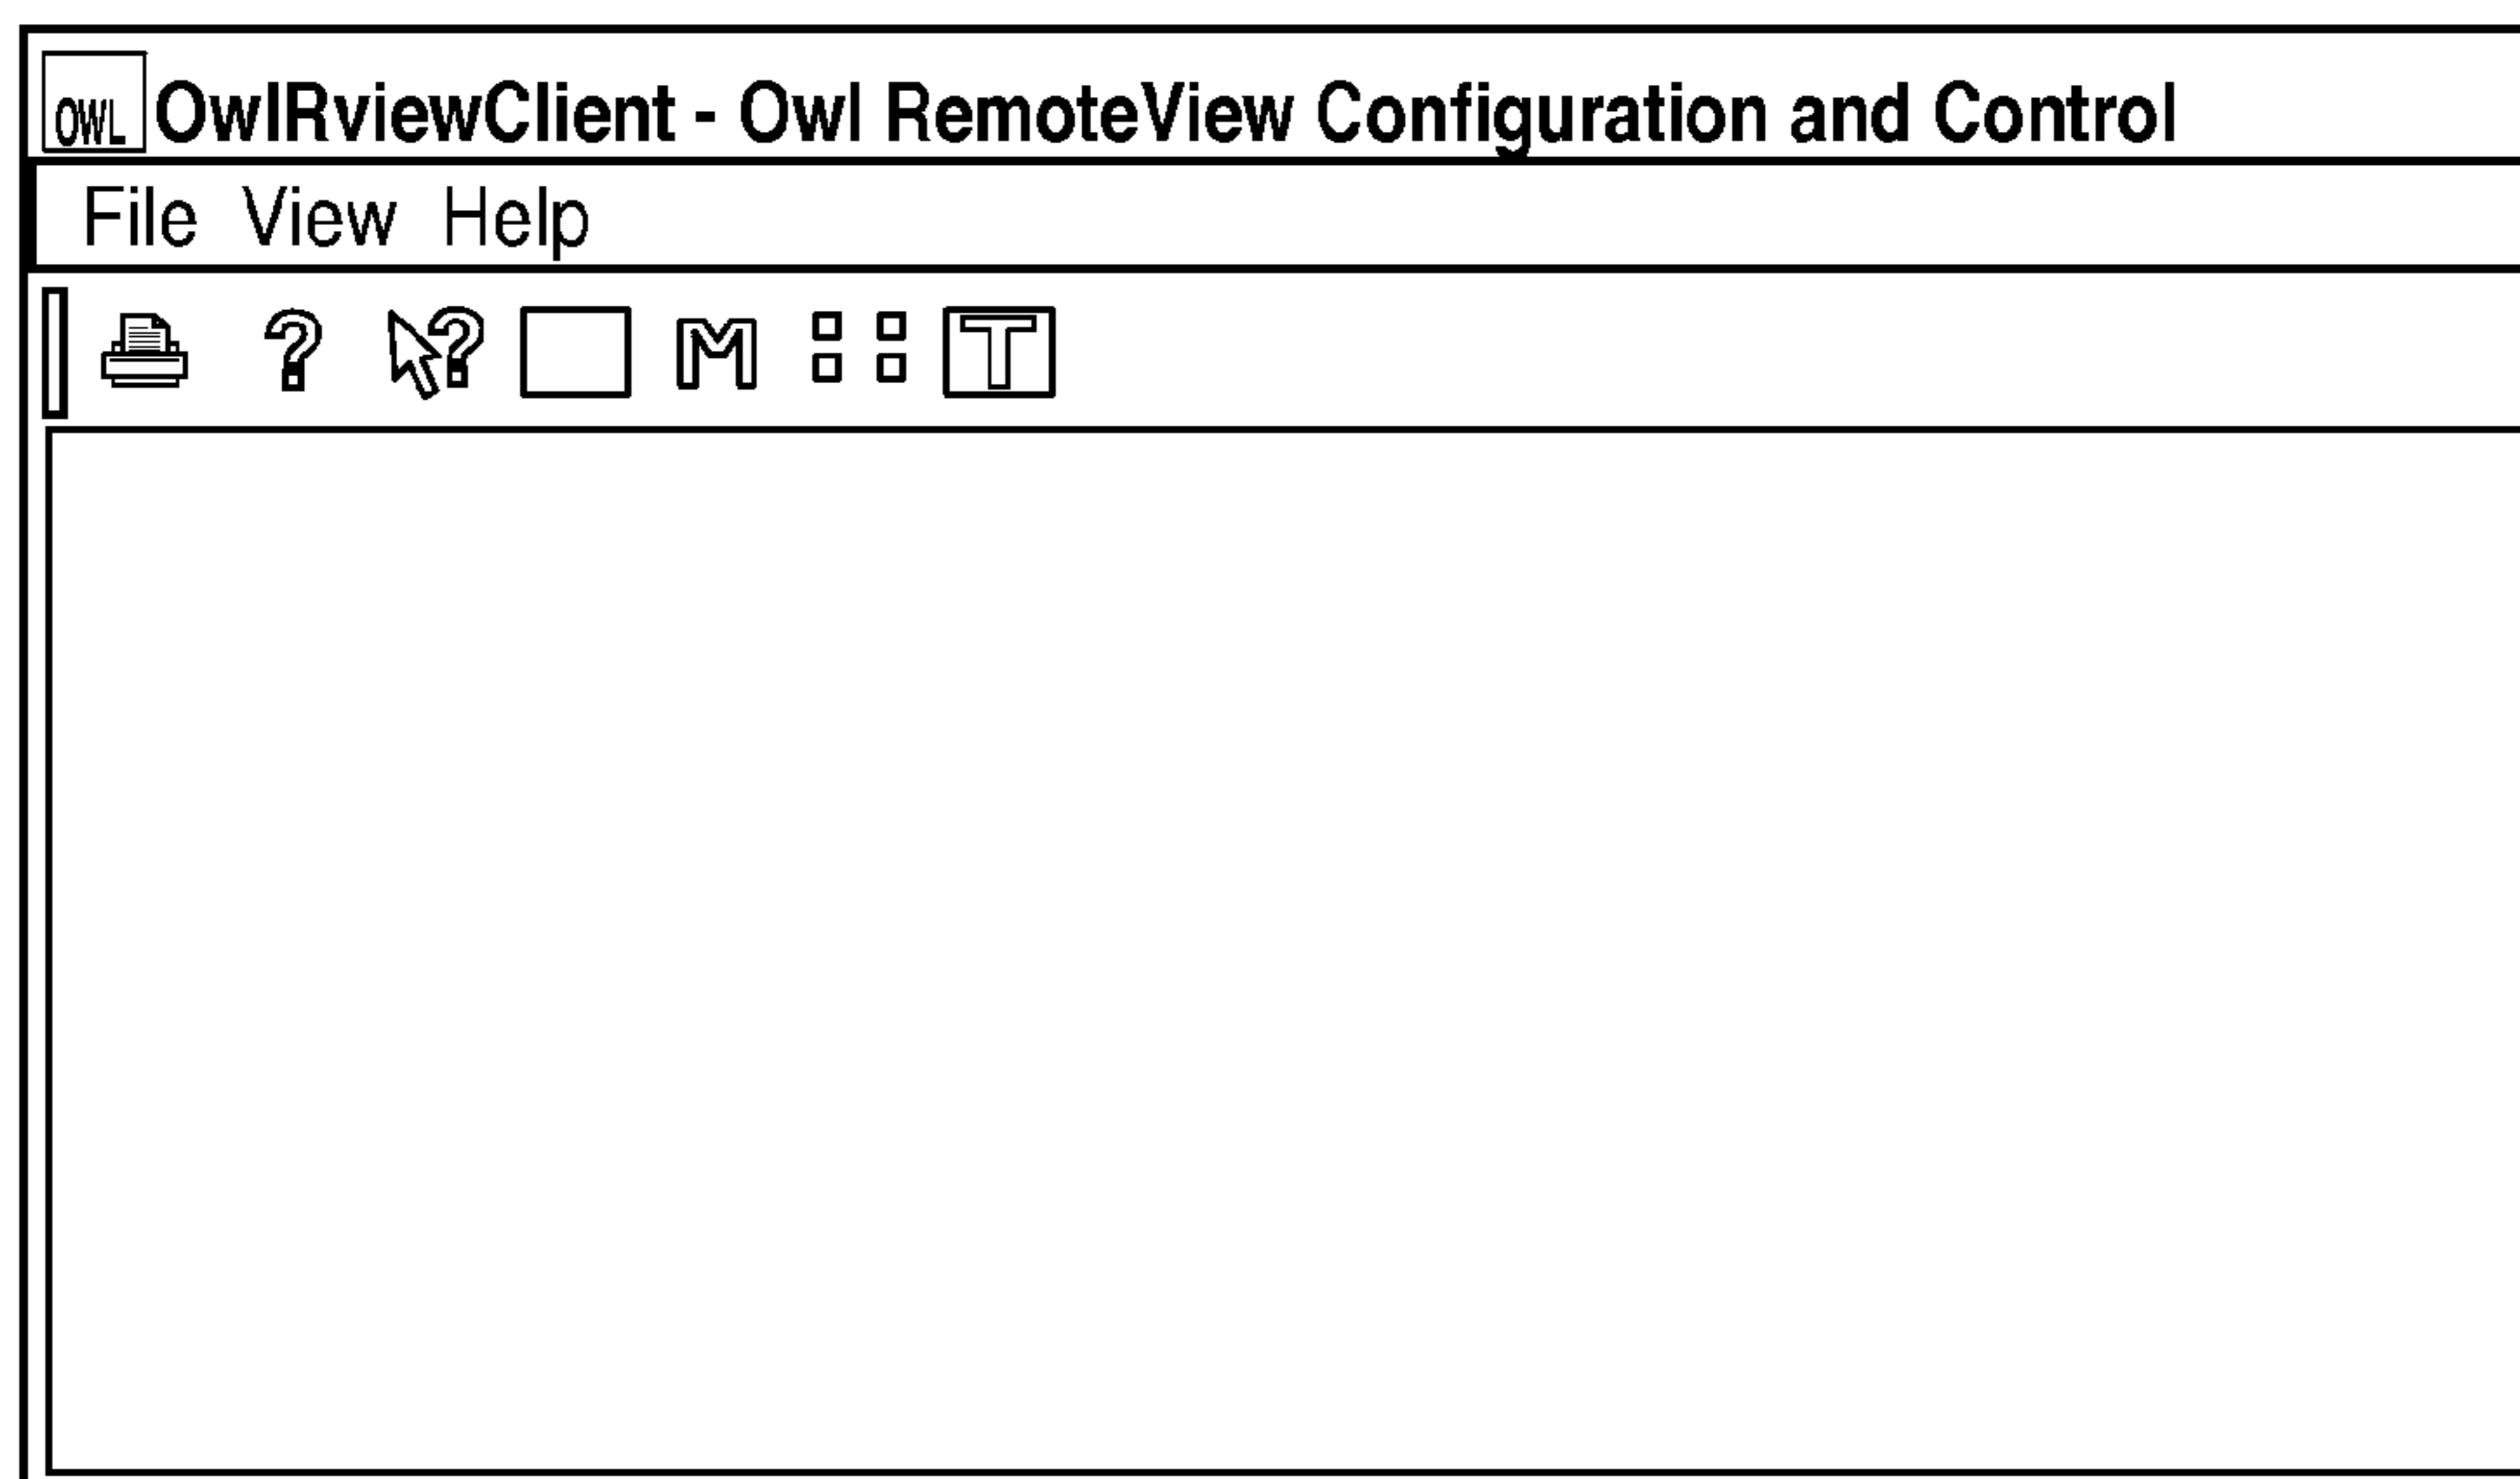 OWL OwlRviewClient - Owl RemoteView Configuration and Control
File View Help
? ? M T